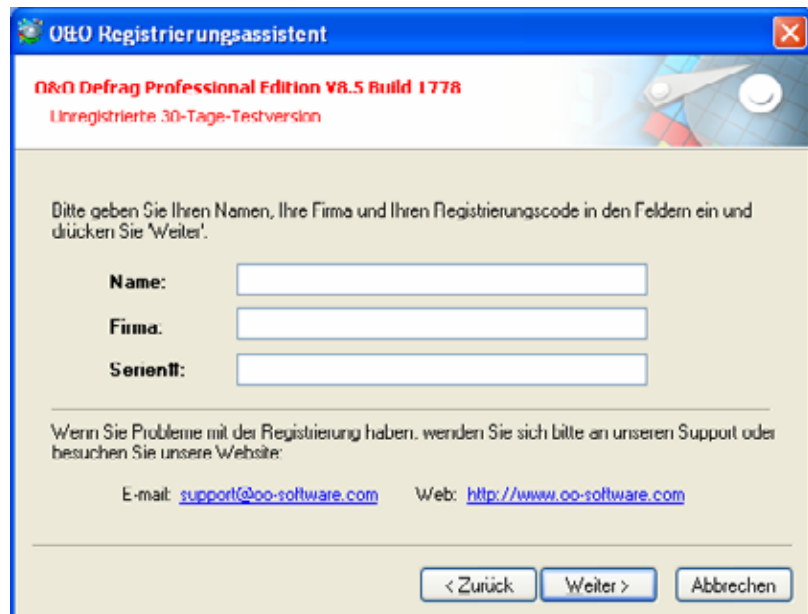 O&O Registrierungsassistent
O&O Defrag Professional Edition V8.5 Build 1778
Unregistrierte 30-Tage-Testversion
Bitte geben Sie Ihren Namen, Ihre Firma und Ihren Registrierungscode in den Feldern ein und
drücken Sie 'Weiter'.
Name:
Firma:
Serien#:
Wenn Sie Probleme mit der Registrierung haben, wenden Sie sich bitte an unseren Support oder
besuchen Sie unsere Website:
E-mail: support@oo-software.com Web: http://www.oo-software.com
< Zurück Weiter > Abbrechen